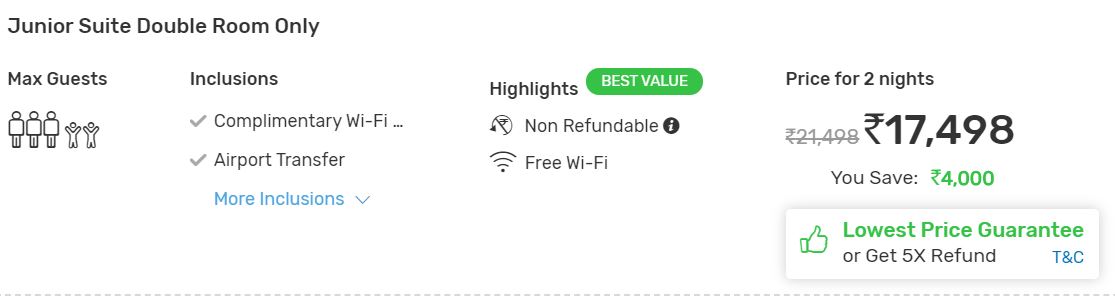 Junior Suite Double Room Only
Max Guests
Inclusions
Complimentary Wi-Fi ...
Airport Transfer
More Inclusions
Highlights BEST VALUE
Non Refundable
Free Wi-Fi
Price for 2 nights
₹21,498 ₹17,498
You Save: ₹4,000
Lowest Price Guarantee
or Get 5X Refund T&C